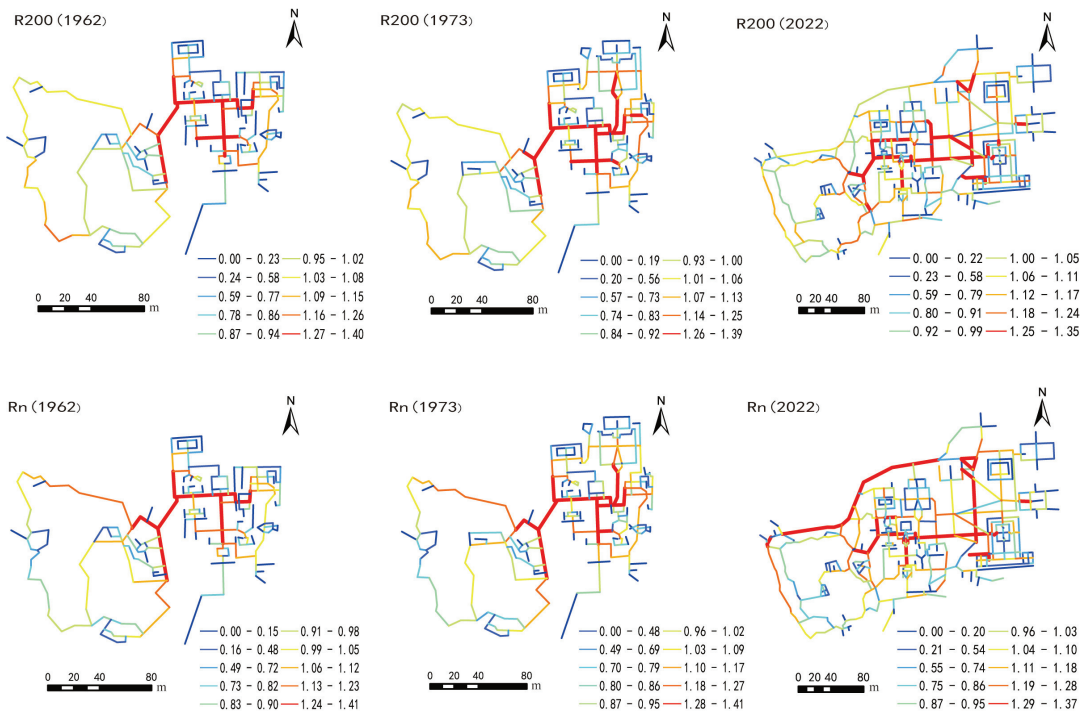 R200 (1962)
N
0.00 - 0.23 0.95 - 1.02
0.24 - 0.58 1.03 - 1.08
0.59 - 0.77 1.09 - 1.15
0.78 - 0.86 1.16 - 1.26
0.87 - 0.94 1.27 - 1.40
0 20 40 80
m
R200 (1973)
N
0.00 - 0.19 0.93 - 1.00
0.20 - 0.56 1.01 - 1.06
0.57 - 0.73 1.07 - 1.13
0.74 - 0.83 1.14 - 1.25
0.84 - 0.92 1.26 - 1.39
0 20 40 80
m
R200 (2022)
N
0.00 - 0.22 1.00 - 1.05
0.23 - 0.58 1.06 - 1.11
0.59 - 0.79 1.12 - 1.17
0.80 - 0.91 1.18 - 1.24
0.92 - 0.99 1.25 - 1.35
0 20 40 80
m
Rn (1962)
N
0.00 - 0.15 0.91 - 0.98
0.16 - 0.48 0.99 - 1.05
0.49 - 0.72 1.06 - 1.12
0.73 - 0.82 1.13 - 1.23
0.83 - 0.90 1.24 - 1.41
0 20 40 80
m
Rn (1973)
N
0.00 - 0.48 0.96 - 1.02
0.49 - 0.69 1.03 - 1.09
0.70 - 0.79 1.10 - 1.17
0.80 - 0.86 1.18 - 1.27
0.87 - 0.95 1.28 - 1.41
0 20 40 80
m
Rn (2022)
N
0.00 - 0.20 0.96 - 1.03
0.21 - 0.54 1.04 - 1.10
0.55 - 0.74 1.11 - 1.18
0.75 - 0.86 1.19 - 1.28
0.87 - 0.95 1.29 - 1.37
0 20 40 80
m